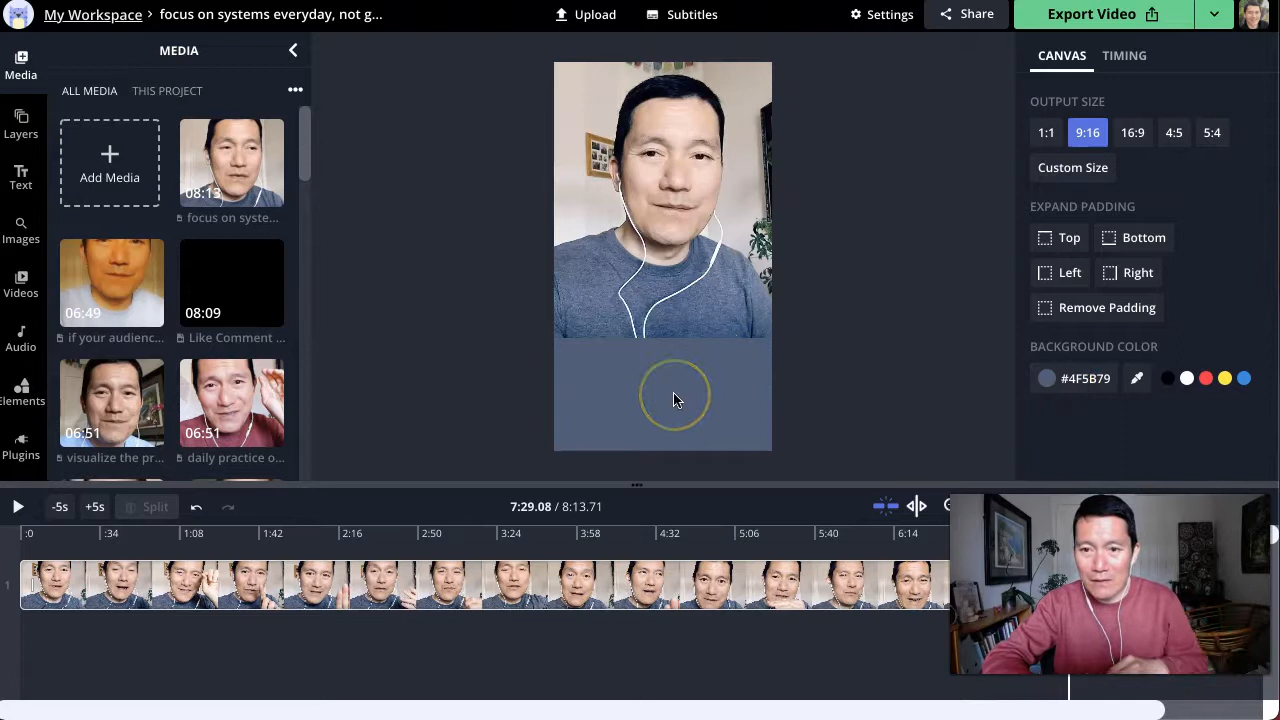 My Workspace > focus on systems everyday, not g...
Upload
Subtitles
Settings
Share
Export Video
Media
Layers
Text
Images
Videos
Audio
Elements
Plugins
MEDIA
ALL MEDIA
THIS PROJECT
Add Media
08:13
focus on syste...
06:49
08:09
if your audienc...
Like Comment ...
06:51
06:51
visualize the pr...
daily practice o...
CANVAS
TIMING
OUTPUT SIZE
1:1
9:16
16:9
4:5
5:4
Custom Size
EXPAND PADDING
Top
Bottom
Left
Right
Remove Padding
BACKGROUND COLOR
#4F5B79
-5s
+5s
Split
7:29.08 / 8:13.71
:0
:34
1:08
1:42
2:16
2:50
3:24
3:58
4:32
5:06
5:40
6:14
1